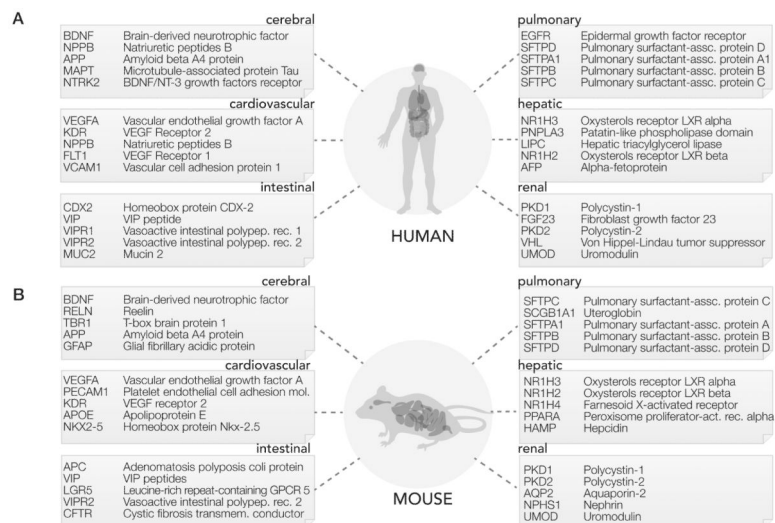 A
cerebral
BDNF Brain-derived neurotrophic factor
NPPB Natriuretic peptides B
APP Amyloid beta A4 protein
MAPT Microtubule-associated protein Tau
NTRK2 BDNF/NT-3 growth factors receptor
cardiovascular
VEGFA Vascular endothelial growth factor A
KDR VEGF Receptor 2
NPPB Natriuretic peptides B
FLT1 VEGF Receptor 1
VCAM1 Vascular cell adhesion protein 1
intestinal
CDX2 Homeobox protein CDX-2
VIP VIP peptide
VIPR1 Vasoactive intestinal polypep. rec. 1
VIPR2 Vasoactive intestinal polypep. rec. 2
MUC2 Mucin 2
HUMAN
pulmonary
EGFR Epidermal growth factor receptor
SFTPD Pulmonary surfactant-assc. protein D
SFTPA1 Pulmonary surfactant-assc. protein A1
SFTPB Pulmonary surfactant-assc. protein B
SFTPC Pulmonary surfactant-assc. protein C
hepatic
NR1H3 Oxysterols receptor LXR alpha
PNPLA3 Patatin-like phospholipase domain
LIPC Hepatic triacylglycerol lipase
NR1H2 Oxysterols receptor LXR beta
AFP Alpha-fetoprotein
renal
PKD1 Polycystin-1
FGF23 Fibroblast growth factor 23
PKD2 Polycystin-2
VHL Von Hippel-Lindau tumor suppressor
UMOD Uromodulin
B
cerebral
BDNF Brain-derived neurotrophic factor
RELN Reelin
TBR1 T-box brain protein 1
APP Amyloid beta A4 protein
GFAP Glial fibrillary acidic protein
cardiovascular
VEGFA Vascular endothelial growth factor A
PECAM1 Platelet endothelial cell adhesion mol.
KDR VEGF receptor 2
APOE Apolipoprotein E
NKX2-5 Homeobox protein Nkx-2.5
intestinal
APC Adenomatosis polyposis coli protein
VIP VIP peptides
LGR5 Leucine-rich repeat-containing GPCR 5
VIPR2 Vasoactive intestinal polypep. rec. 2
CFTR Cystic fibrosis transmem. conductor
MOUSE
pulmonary
SFTPC Pulmonary surfactant-assc. protein C
SCGB1A1 Uteroglobin
SFTPA1 Pulmonary surfactant-assc. protein A
SFTPB Pulmonary surfactant-assc. protein B
SFTPD Pulmonary surfactant-assc. protein D
hepatic
NR1H3 Oxysterols receptor LXR alpha
NR1H2 Oxysterols receptor LXR beta
NR1H4 Farnesoid X-activated receptor
PPARA Peroxisome proliferator-act. rec. alpha
HAMP Hepcidin
renal
PKD1 Polycystin-1
PKD2 Polycystin-2
AQP2 Aquaporin-2
NPHS1 Nephrin
UMOD Uromodulin